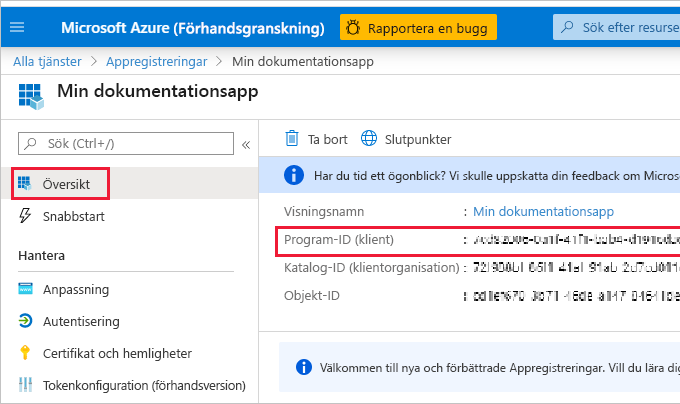 Microsoft Azure (Förhandsgranskning)
Rapportera en bugg
Sök efter resurse
Alla tjänster > Appregistreringar > Min dokumentationsapp
Min dokumentationsapp
Sök (Ctrl+/)
«
Översikt
Snabbstart
Hantera
Anpassning
Autentisering
Certifikat och hemligheter
Tokenkonfiguration (förhandsversion)
Ta bort
Slutpunkter
Har du tid ett ögonblick? Vi skulle uppskatta din feedback om Micros
Visningsnamn : Min dokumentationsapp
Program-ID (klient) :
Katalog-ID (klientorganisation) :
Objekt-ID :
Välkommen till nya och förbättrade Appregistreringar. Vill du lära dig